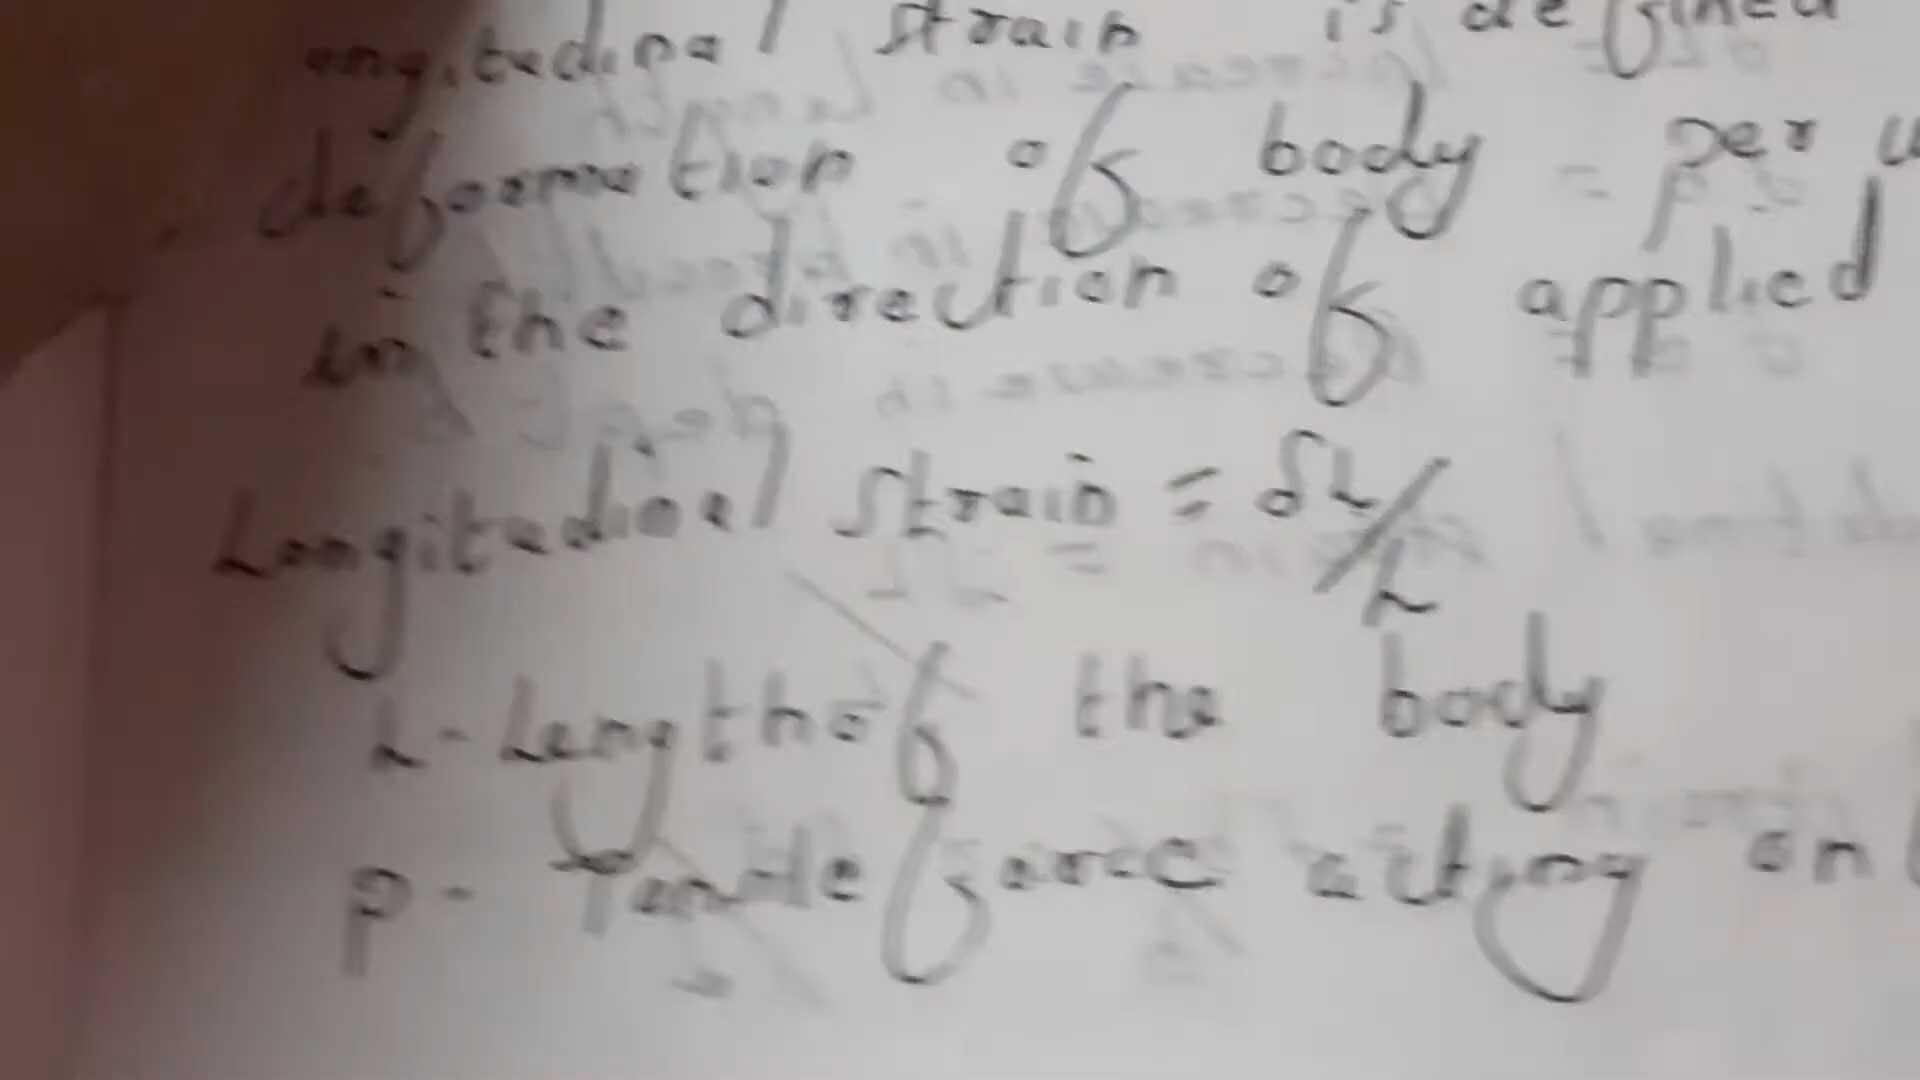 ongitudinal strain is defined
deformation of body = per u
in the direction of applied
Longitudinal strain = δL/L
L - Length of the body
P - Tensile force acting on